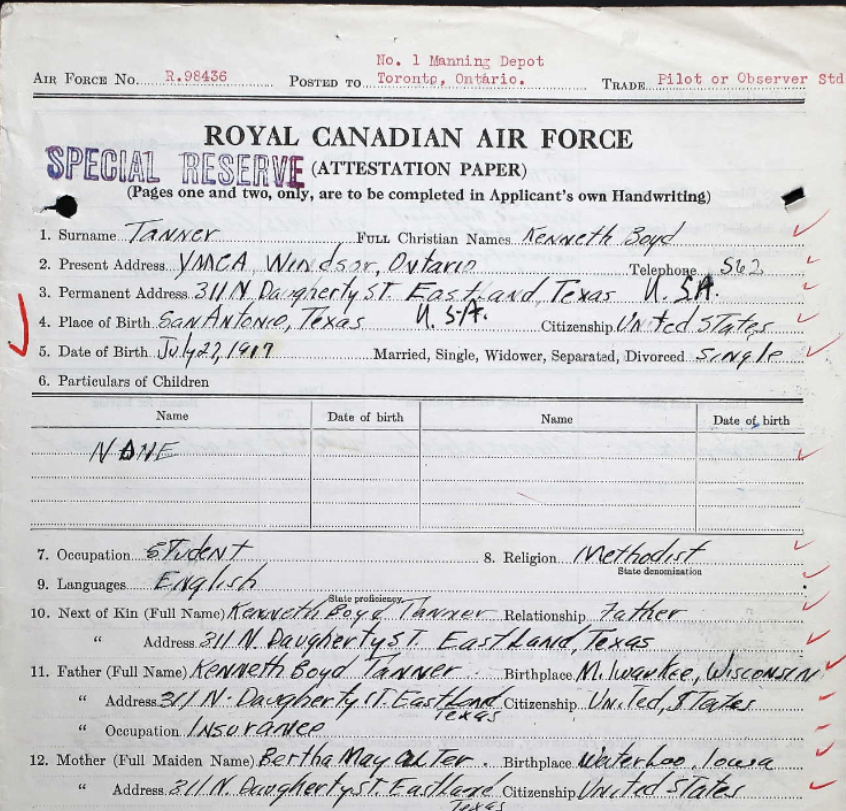 No. 1 Manning Depot
AIR FORCE NO. R.98436 POSTED TO Toronto, Ontario. TRADE Pilot or Observer Std
ROYAL CANADIAN AIR FORCE
SPECIAL RESERVE (ATTESTATION PAPER)
(Pages one and two, only, are to be completed in Applicant's own Handwriting)
1. Surname Tanner FULL Christian Names Kenneth Boyd
2. Present Address YMCA, Windsor, Ontario Telephone 562
3. Permanent Address 311 N. Daugherty ST. Eastland, Texas U.S.A.
4. Place of Birth San Antonio, Texas U.S.A. Citizenship United States
5. Date of Birth July 27, 1917 Married, Single, Widower, Separated, Divorced Single
6. Particulars of Children
Name Date of birth Name Date of birth
NONE
7. Occupation Student 8. Religion Methodist
State denomination
9. Languages English
State proficiency
10. Next of Kin (Full Name) Kenneth Boyd Tanner Relationship Father
" Address 311 N. Daugherty ST. Eastland, Texas
11. Father (Full Name) Kenneth Boyd Tanner Birthplace Milwaukee, Wisconsin
" Address 311 N. Daugherty ST. Eastland Citizenship United, States
Texas
" Occupation Insurance
12. Mother (Full Maiden Name) Bertha May Birthplace Waterloo, Iowa
" Address 311 N. Daugherty ST. Eastland Citizenship United States
Texas